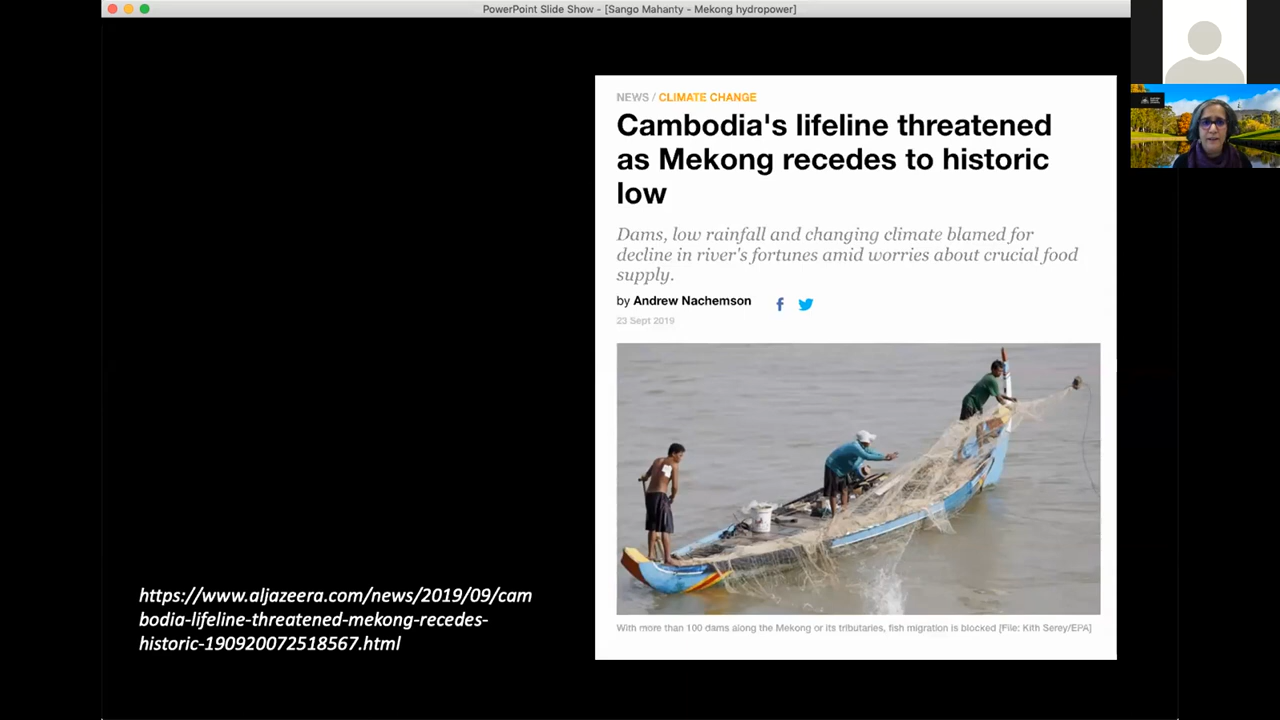 PowerPoint Slide Show - [Sango Mahanty - Mekong hydropower]
NEWS / CLIMATE CHANGE
Cambodia's lifeline threatened
as Mekong recedes to historic
low
Dams, low rainfall and changing climate blamed for
decline in river's fortunes amid worries about crucial food
supply.
by Andrew Nachemson
23 Sept 2019
With more than 100 dams along the Mekong or its tributaries, fish migration is blocked [File: Kith Serey/EPA]
https://www.aljazeera.com/news/2019/09/cam
bodia-lifeline-threatened-mekong-recedes-
historic-190920072518567.html